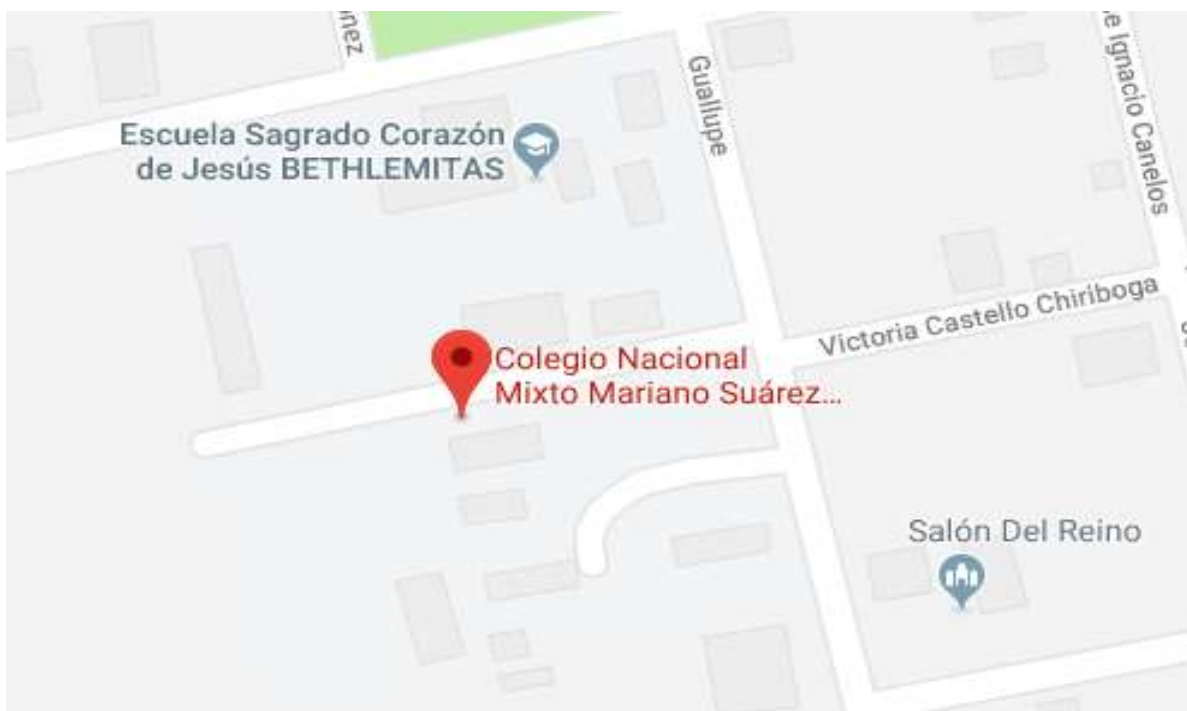 Escuela Sagrado Corazón
de Jesús BETHLEMITAS
Guallupe
Ignacio Canelos
Victoria Castello Chiriboga
Colegio Nacional
Mixto Mariano Suárez...
Salón Del Reino